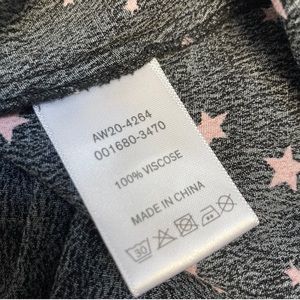 AW20-4264
001680-3470
100% VISCOSE
MADE IN CHINA
30